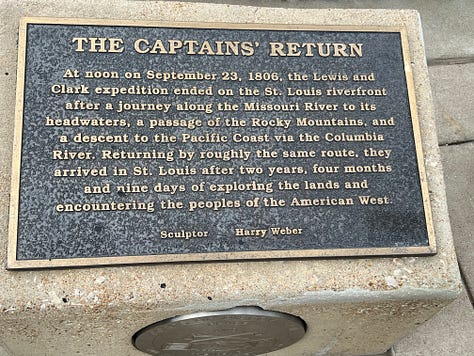 THE CAPTAINS' RETURN
At noon on September 23, 1806, the Lewis and
Clark expedition ended on the St. Louis riverfront
after a journey along the Missouri River to its
headwaters, a passage of the Rocky Mountains, and
a descent to the Pacific Coast via the Columbia
River. Returning by roughly the same route, they
arrived in St. Louis after two years, four months
and nine days of exploring the lands and
encountering the peoples of the American West.
Sculptor Harry Weber